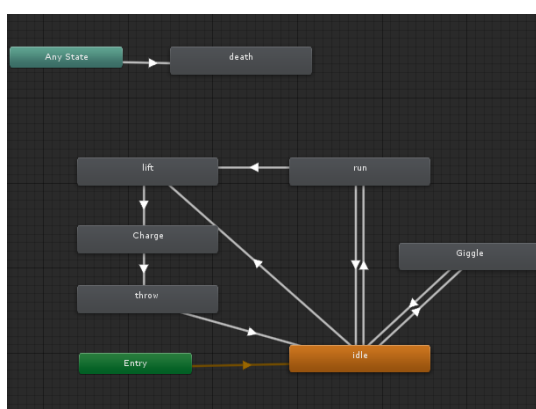 Any State
death
lift
run
Charge
Giggle
throw
idle
Entry